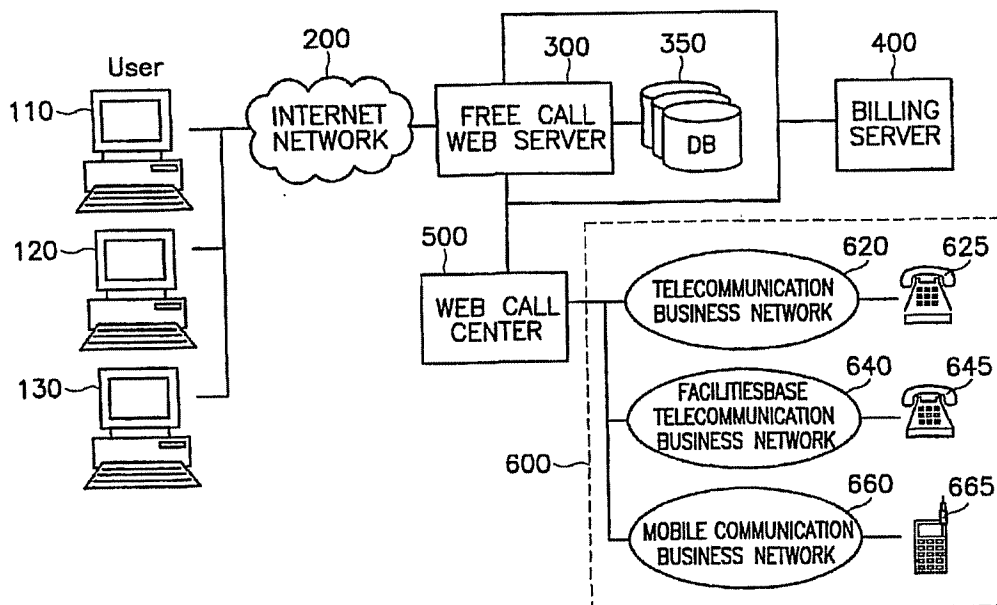 User
110
120
130
200
INTERNET
NETWORK
300
FREE CALL
WEB SERVER
350
DB
400
BILLING
SERVER
500
WEB CALL
CENTER
600
620
TELECOMMUNICATION
BUSINESS NETWORK
625
640
FACILITIESBASE
TELECOMMUNICATION
BUSINESS NETWORK
645
660
MOBILE COMMUNICATION
BUSINESS NETWORK
665